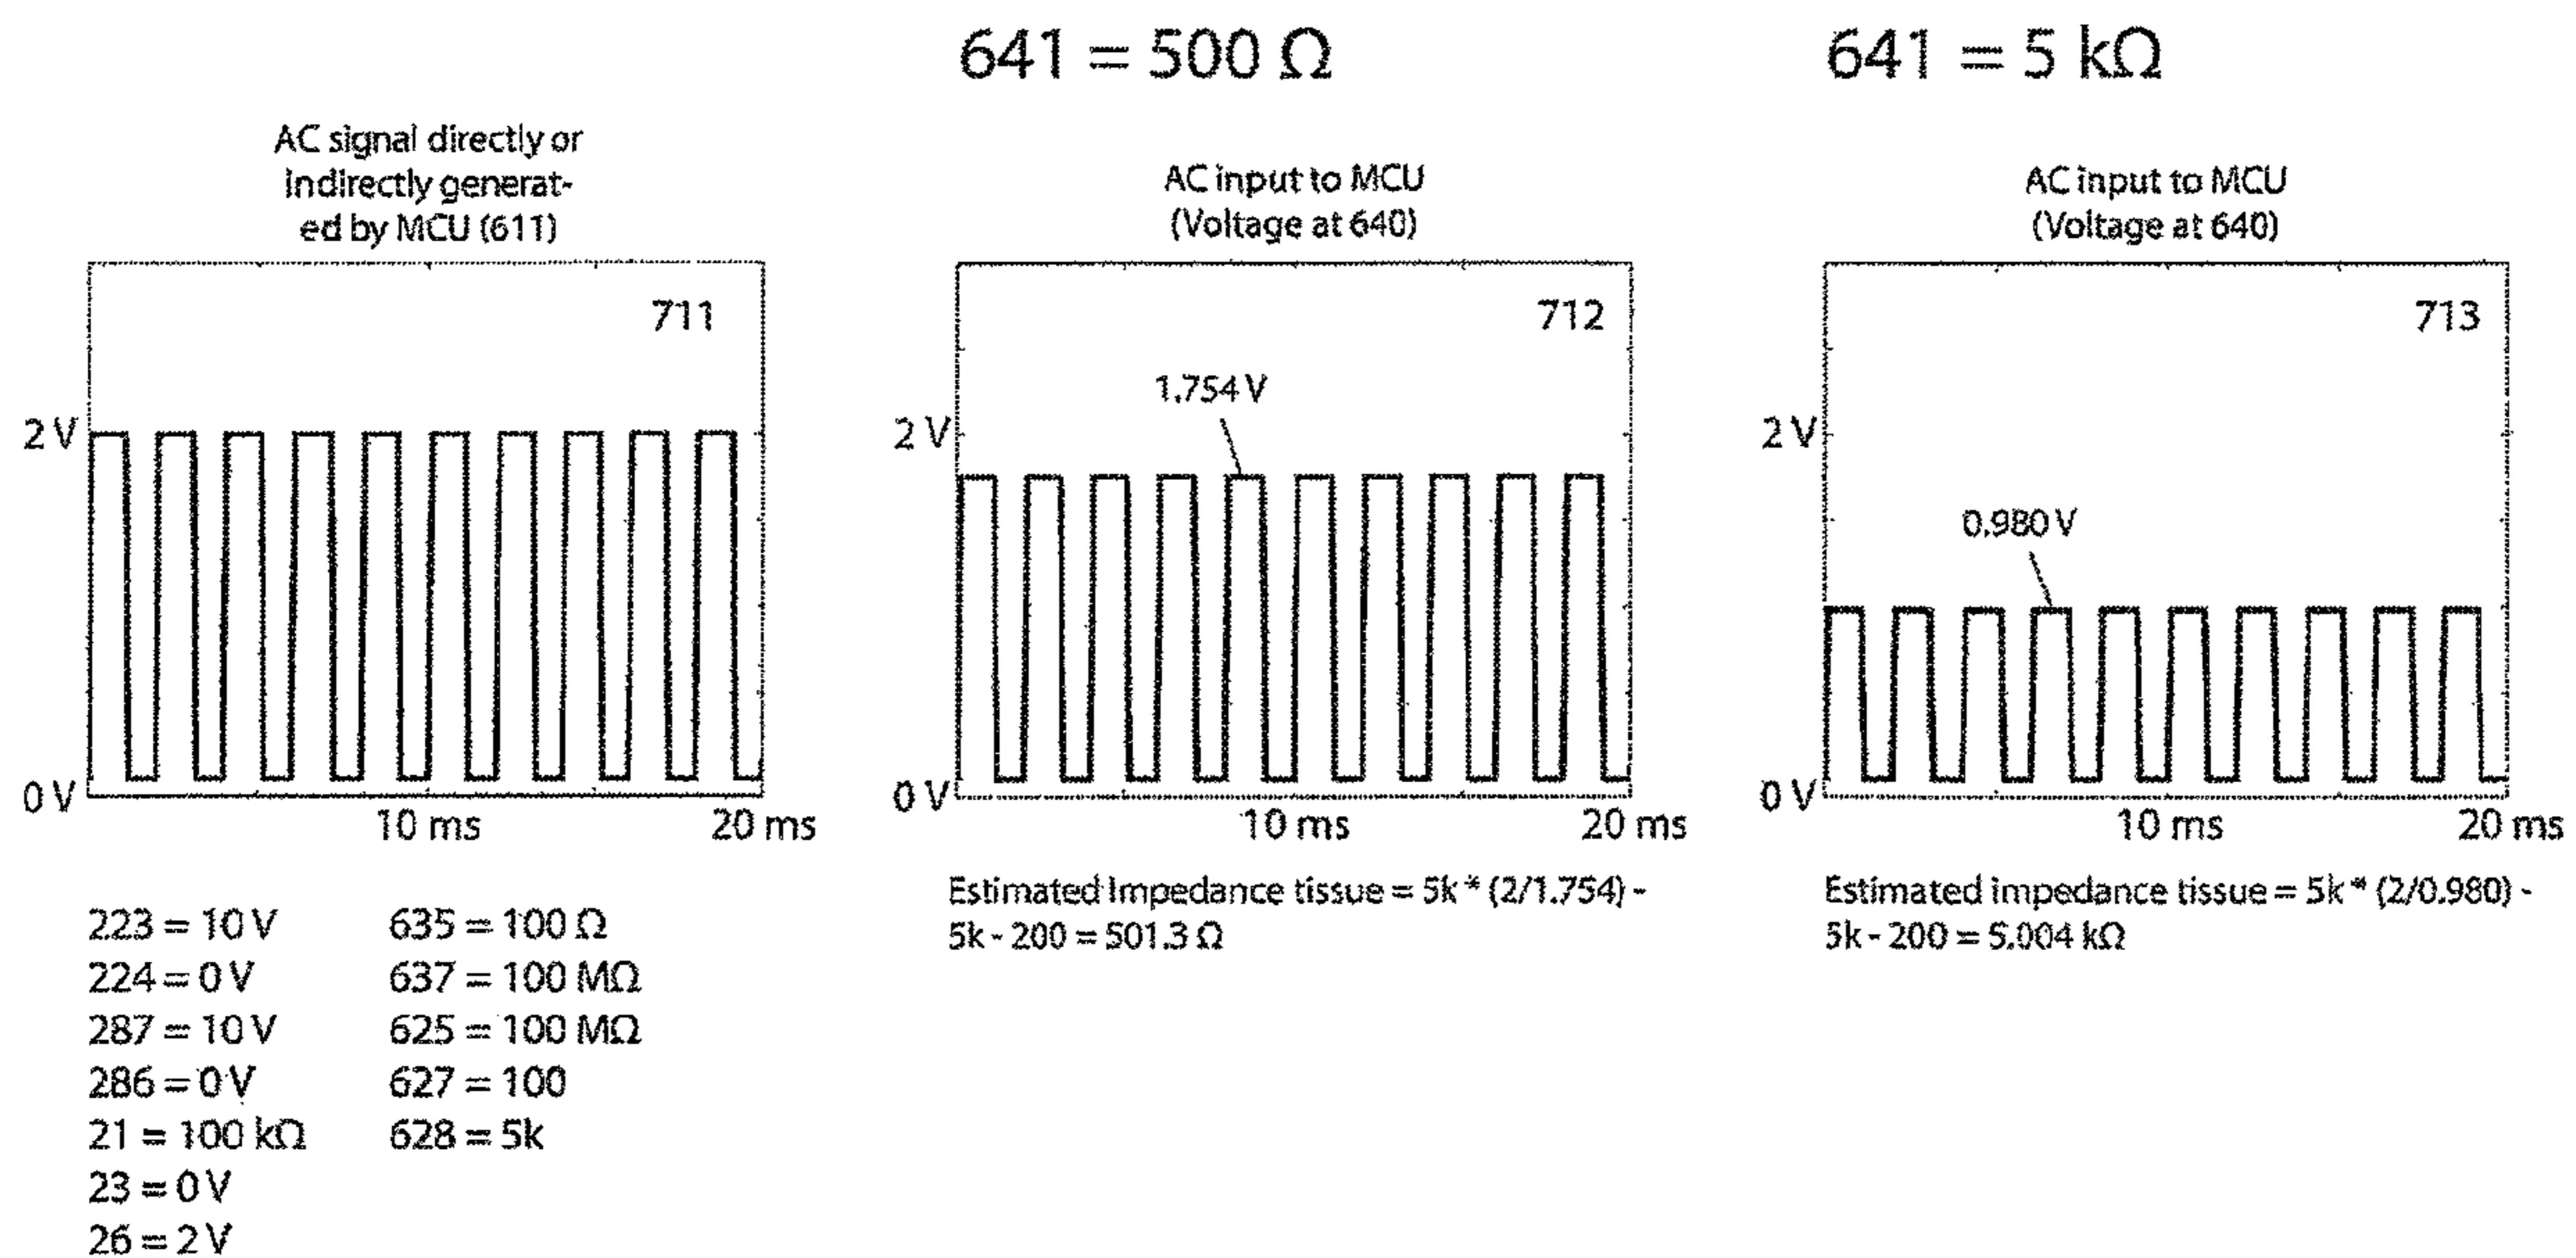 641 = 500 Ω
641 = 5 kΩ
AC signal directly or
indirectly generat-
ed by MCU (611)
AC input to MCU
(Voltage at 640)
AC input to MCU
(Voltage at 640)
711
712
713
1.754 V
0.980 V
2 V
0 V
10 ms
20 ms
2 V
0 V
10 ms
20 ms
2 V
0 V
10 ms
20 ms
Estimated Impedance tissue = 5k * (2/1.754) -
5k - 200 = 501.3 Ω
Estimated impedance tissue = 5k * (2/0.980) -
5k - 200 = 5.004 kΩ
223 = 10 V
224 = 0 V
287 = 10 V
286 = 0 V
21 = 100 kΩ
23 = 0 V
26 = 2 V
635 = 100 Ω
637 = 100 MΩ
625 = 100 MΩ
627 = 100
628 = 5k